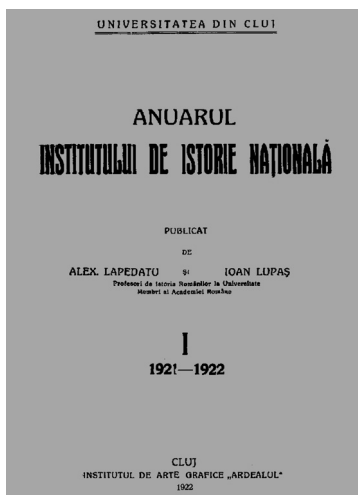 UNIVERSITATEA DIN CLUJ
ANUARUL
INSTITUTULUI DE ISTORIE NAȚIONALĂ
PUBLICAT
DE
ALEX. LAPEDATU ȘI IOAN LUPAȘ
Profesori de istoria Românilor la Universitate
Membri ai Academiei Române
I
1921—1922
CLUJ
INSTITUTUL DE ARTE GRAFICE „ARDEALUL“
1922